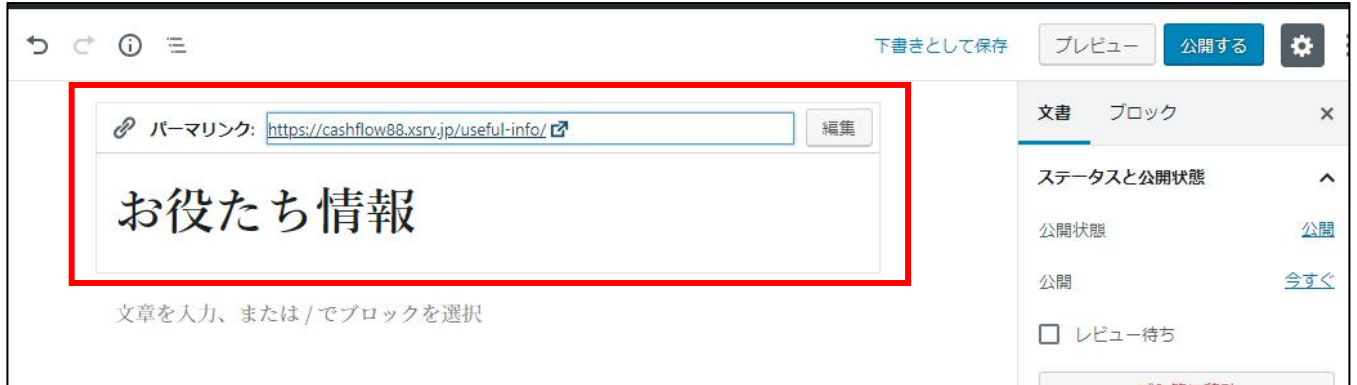 下書きとして保存 プレビュー 公開する
パーマリンク: https://cashflow88.xsrv.jp/useful-info/ 編集
お役たち情報
文章を入力、または / でブロックを選択
文書 ブロック ×
ステータスと公開状態
公開状態 公開
公開 今すぐ
レビュー待ち